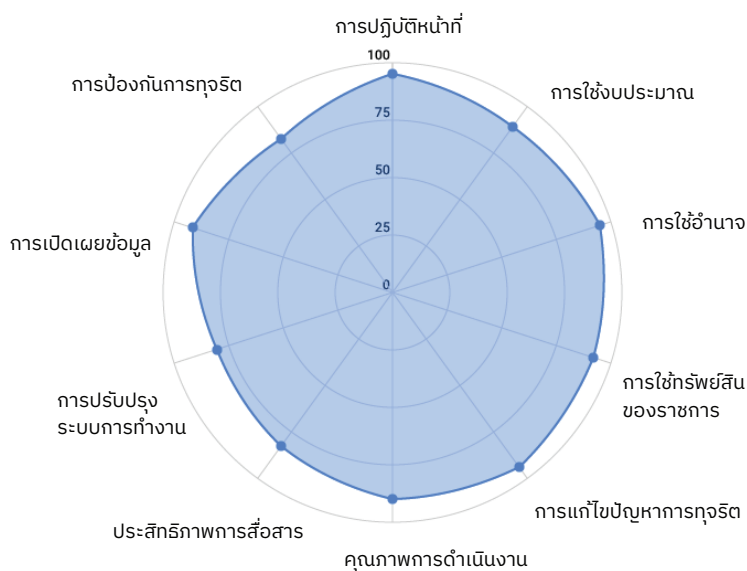 การปฏิบัติหน้าที่
100
การป้องกันการทุจริต
การใช้งบประมาณ
75
50
การใช้อำนาจ
การเปิดเผยข้อมูล
25
0
การใช้ทรัพย์สิน
ของราชการ
การปรับปรุง
ระบบการทำงาน
การแก้ไขปัญหาการทุจริต
ประสิทธิภาพการสื่อสาร
คุณภาพการดำเนินงาน